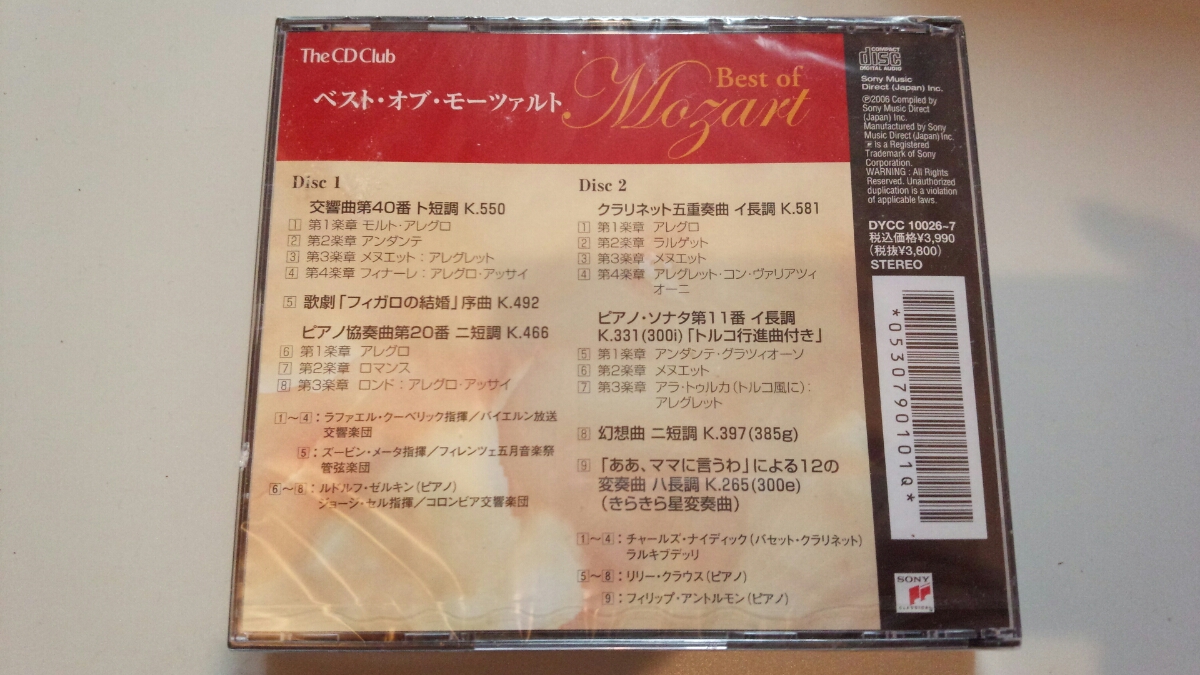 The CD Club
ベスト・オブ・モーツァルト
Best of
Mozart
Disc 1
交響曲第40番 ト短調 K.550
1 第1楽章 モルト・アレグロ
2 第2楽章 アンダンテ
3 第3楽章 メヌエット：アレグレット
4 第4楽章 フィナーレ：アレグロ・アッサイ
5 歌劇「フィガロの結婚」序曲 K.492
ピアノ協奏曲第20番 ニ短調 K.466
6 第1楽章 アレグロ
7 第2楽章 ロマンス
8 第3楽章 ロンド：アレグロ・アッサイ
1～4：ラファエル・クーベリック指揮／バイエルン放送
交響楽団
5：ズービン・メータ指揮／フィレンツェ五月音楽祭
管弦楽団
6～8：ルドルフ・ゼルキン（ピアノ）
ジョージ・セル指揮／コロンビア交響楽団
Disc 2
クラリネット五重奏曲 イ長調 K.581
1 第1楽章 アレグロ
2 第2楽章 ラルゲット
3 第3楽章 メヌエット
4 第4楽章 アレグレット・コン・ヴァリアツィ
オーニ
ピアノ・ソナタ第11番 イ長調
K.331(300i)「トルコ行進曲付き」
5 第1楽章 アンダンテ・グラツィオーソ
6 第2楽章 メヌエット
7 第3楽章 アラ・トゥルカ（トルコ風に）：
アレグレット
8 幻想曲 ニ短調 K.397(385g)
9 「ああ、ママに言うわ」による12の
変奏曲 ハ長調 K.265(300e)
（きらきら星変奏曲）
1～4：チャールズ・ナイディック（バセット・クラリネット）
ラルキブデッリ
5～8：リリー・クラウス（ピアノ）
9：フィリップ・アントルモン（ピアノ）
COMPACT
disc
DIGITAL AUDIO
Sony Music
Direct (Japan) Inc.
℗2006 Compiled by
Sony Music Direct
(Japan) Inc.
Manufactured by Sony
Music Direct (Japan) Inc.
is a Registered
Trademark of Sony
Corporation.
WARNING : All Rights
Reserved. Unauthorized
duplication is a violation
of applicable laws.
DYCC 10026~7
税込価格¥3,990
(税抜¥3,800)
STEREO
*0530790101Q*
SONY
CLASSICAL